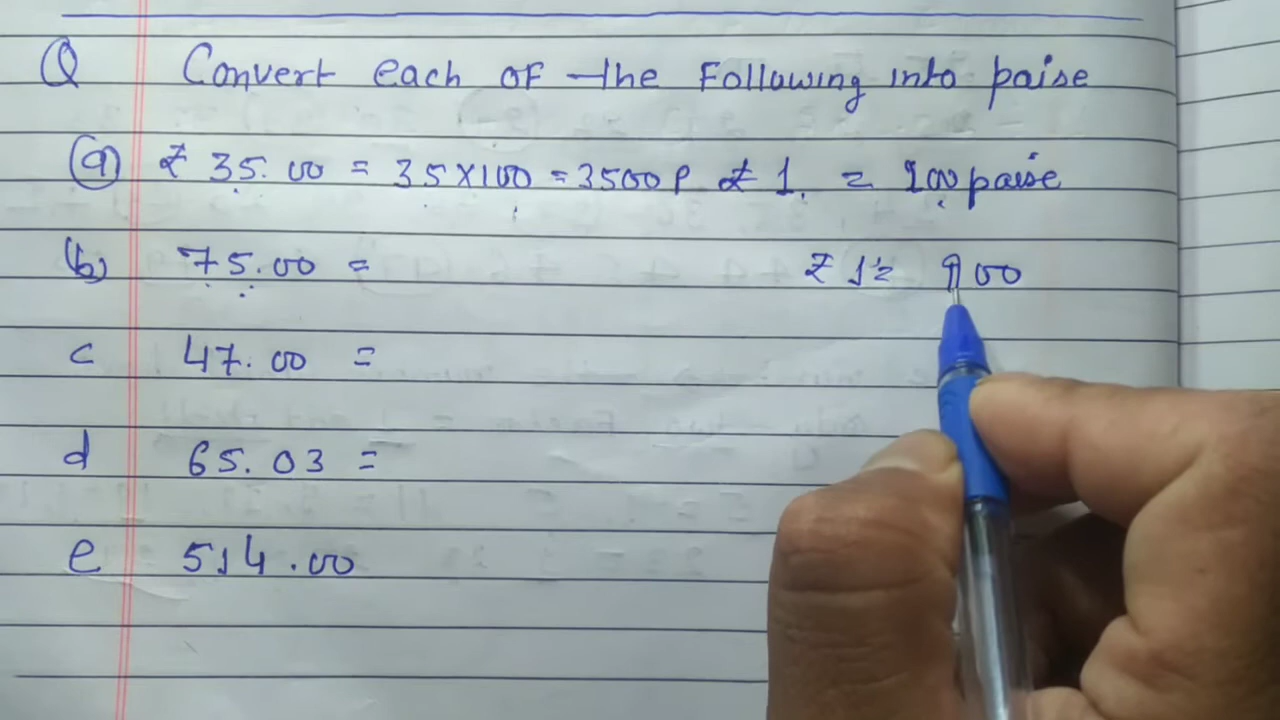 Q Convert each of the Following into paise
(a) ₹ 35.00 = 35×100 = 3500P ₹ 1. = 100 paise
(b) 75.00 = ₹ 1 = 100
c 47.00 =
d 65.03 =
e 514.00